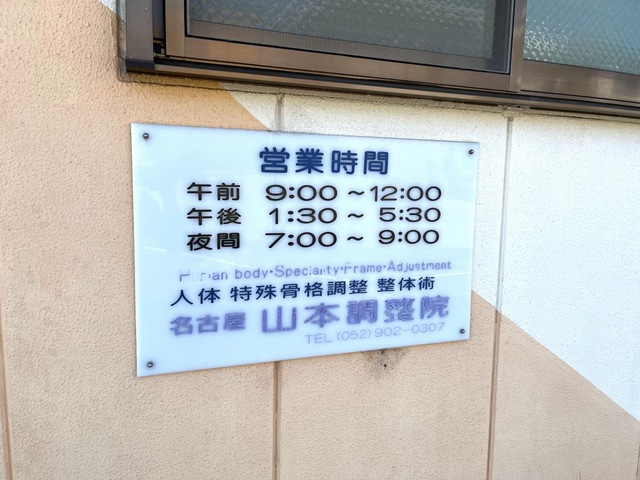 営業時間
午前 9:00 ~ 12:00
午後 1:30 ~ 5:30
夜間 7:00 ~ 9:00
body・Specialty・Frame・Adjustment
人体 特殊骨格調整 整体術
名古屋 山本調整院
TEL (052) 902-0307